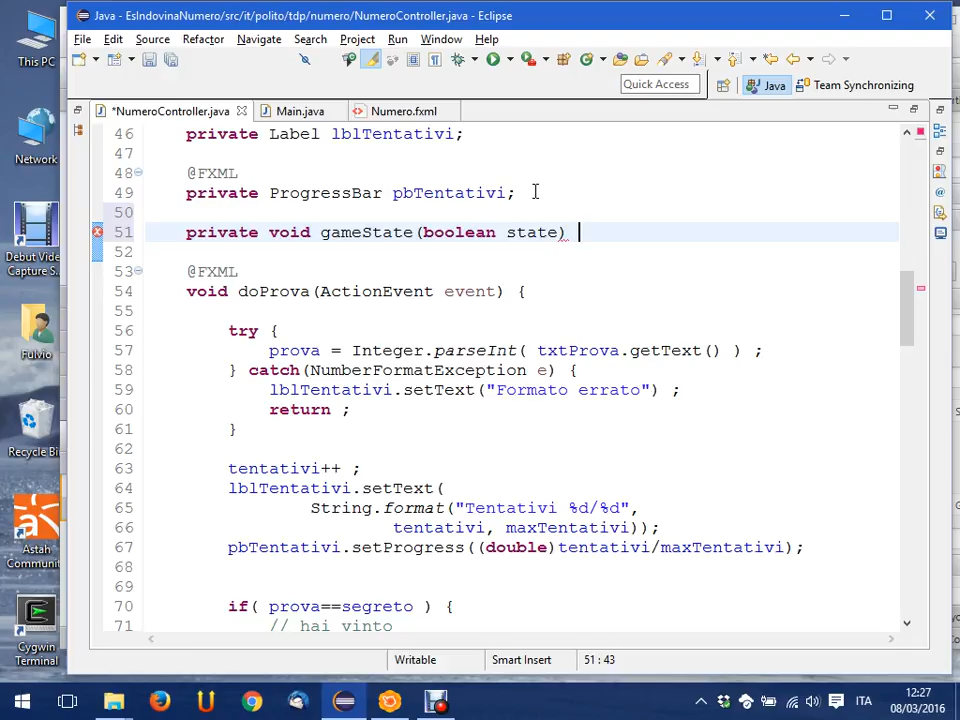 This PC
Network
Debut Video
Capture S...
Fulvio
Recycle Bi
Astah
Communi
Cygwin
Terminal
Java - EsIndovinaNumero/src/it/polito/tdp/numero/NumeroController.java - Eclipse
File Edit Source Refactor Navigate Search Project Run Window Help
Quick Access
Java
Team Synchronizing
*NumeroController.java
Main.java
Numero.fxml
46 private Label lblTentativi;
47
48 @FXML
49 private ProgressBar pbTentativi;
50
51 private void gameState(boolean state)
52
53 @FXML
54 void doProva(ActionEvent event) {
55
56 try {
57 prova = Integer.parseInt( txtProva.getText() ) ;
58 } catch(NumberFormatException e) {
59 lblTentativi.setText("Formato errato") ;
60 return ;
61 }
62
63 tentativi++ ;
64 lblTentativi.setText(
65 String.format("Tentativi %d/%d",
66 tentativi, maxTentativi));
67 pbTentativi.setProgress((double)tentativi/maxTentativi);
68
69
70 if( prova==segreto ) {
71 // hai vinto
Writable
Smart Insert
51 : 43
ITA
12:27
08/03/2016